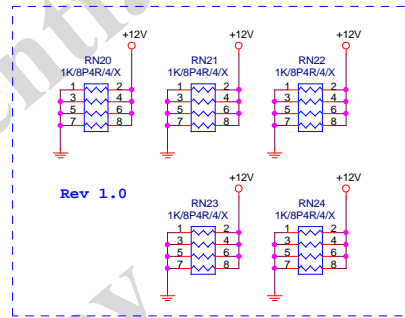 +12V +12V +12V
RN20 RN21 RN22
1K/8P4R/4/X 1K/8P4R/4/X 1K/8P4R/4/X
1 2 1 2 1 2
3 4 3 4 3 4
5 6 5 6 5 6
7 8 7 8 7 8
Rev 1.0
+12V +12V
RN23 RN24
1K/8P4R/4/X 1K/8P4R/4/X
1 2 1 2
3 4 3 4
5 6 5 6
7 8 7 8